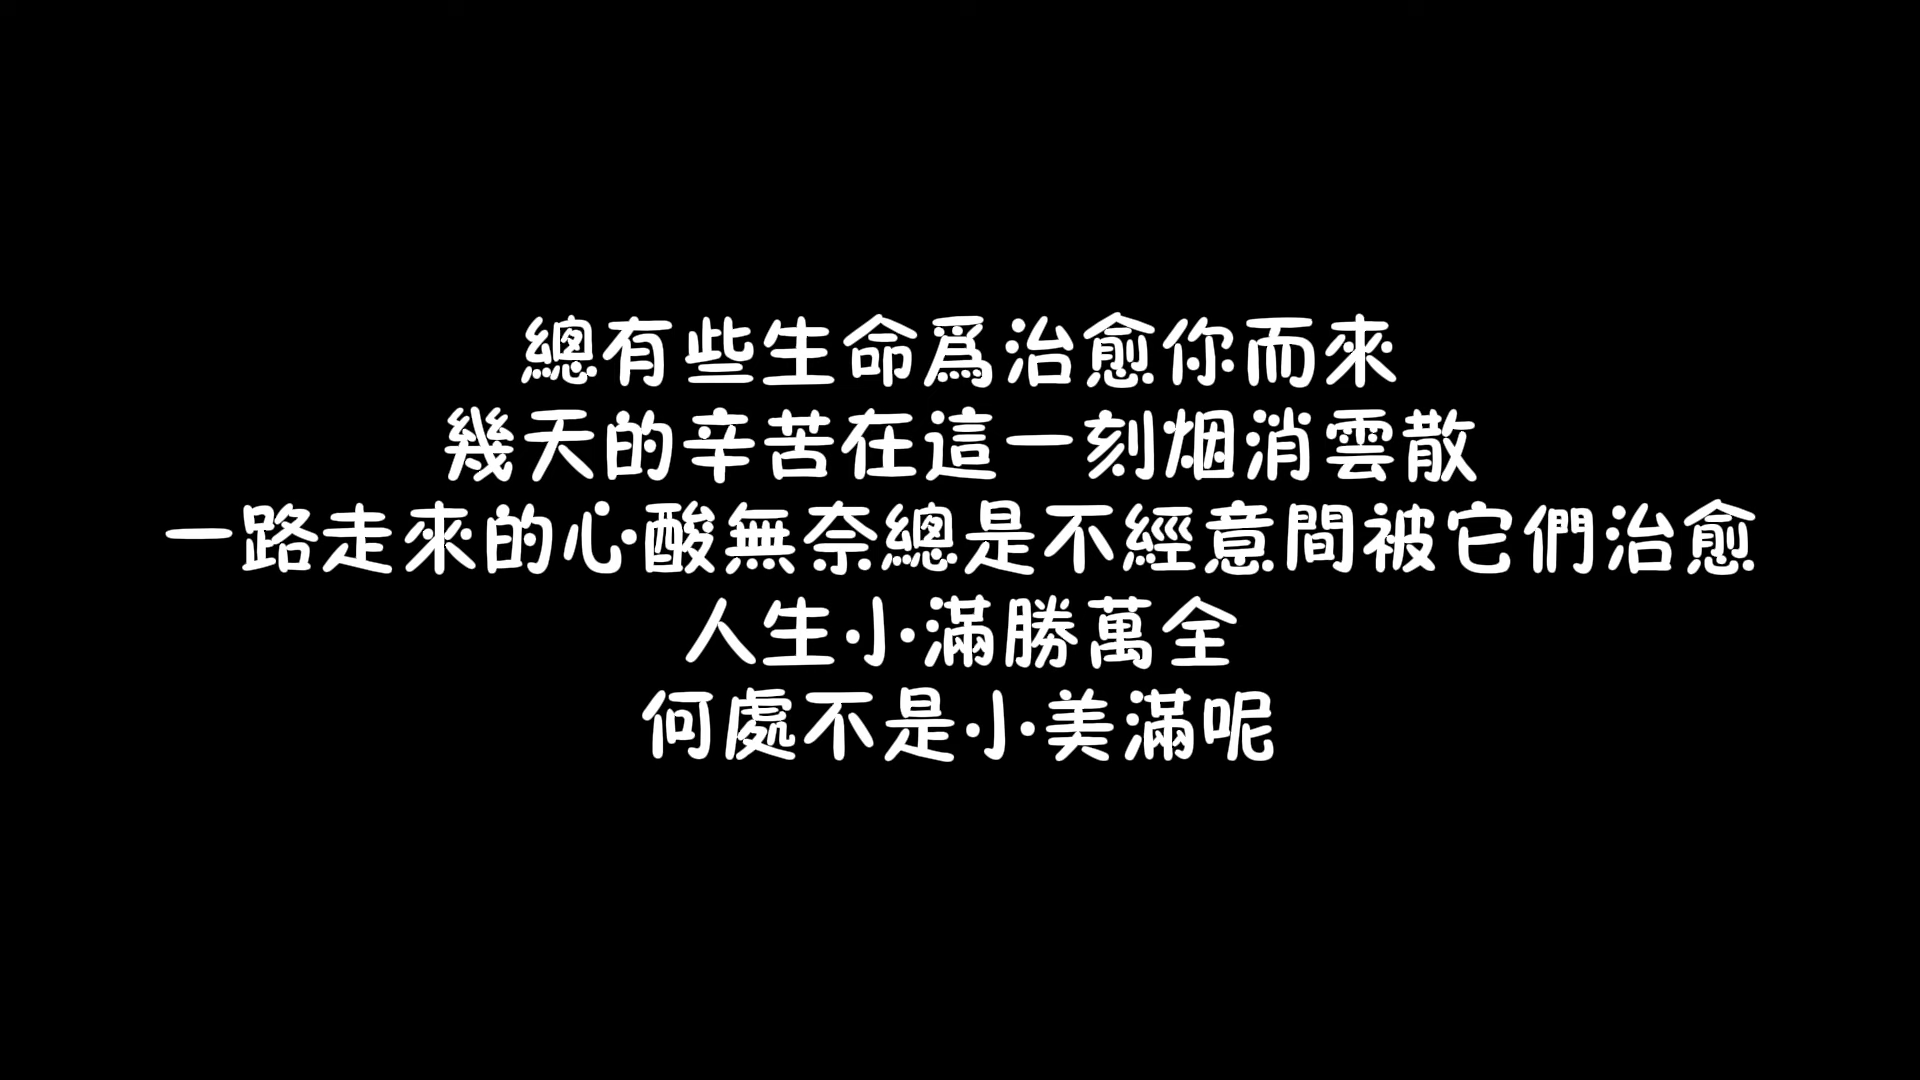 總有些生命爲治愈你而來
幾天的辛苦在這一刻烟消雲散
一路走來的心酸無奈總是不經意間被它們治愈
人生小滿勝萬全
何處不是小美滿呢